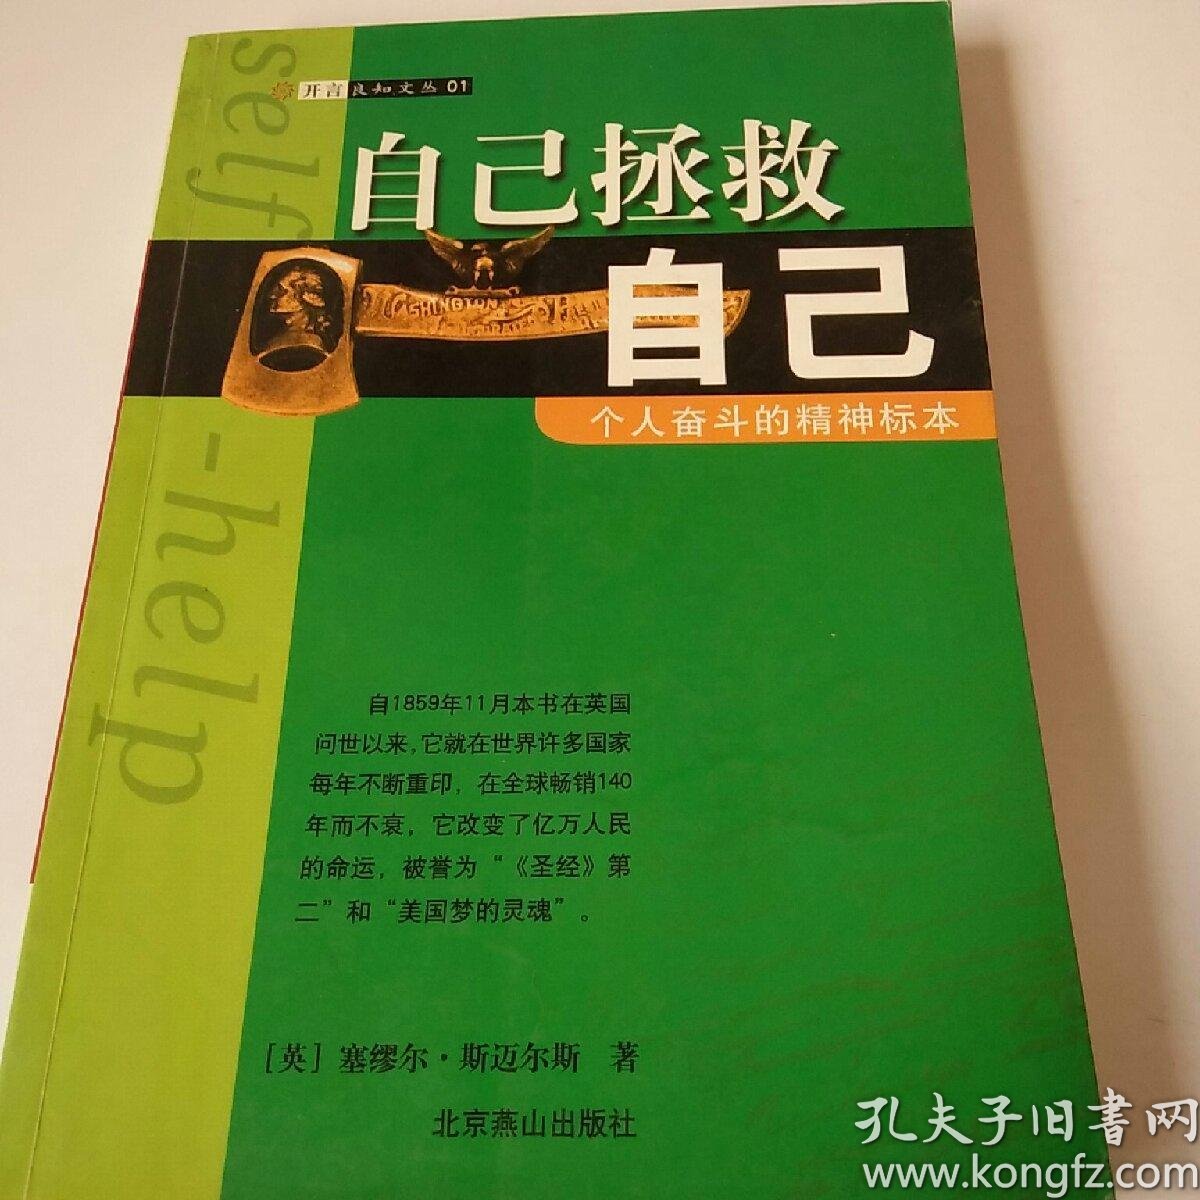 self-help
开言良知文丛01
自己拯救
自己
SHINGTON
个人奋斗的精神标本
自1859年11月本书在英国
问世以来,它就在世界许多国家
每年不断重印,在全球畅销140
年而不衰,它改变了亿万人民
的命运,被誉为“《圣经》第
二”和“美国梦的灵魂”。
[英]塞缪尔·斯迈尔斯 著
北京燕山出版社
孔夫子旧書网
www.kongfz.com